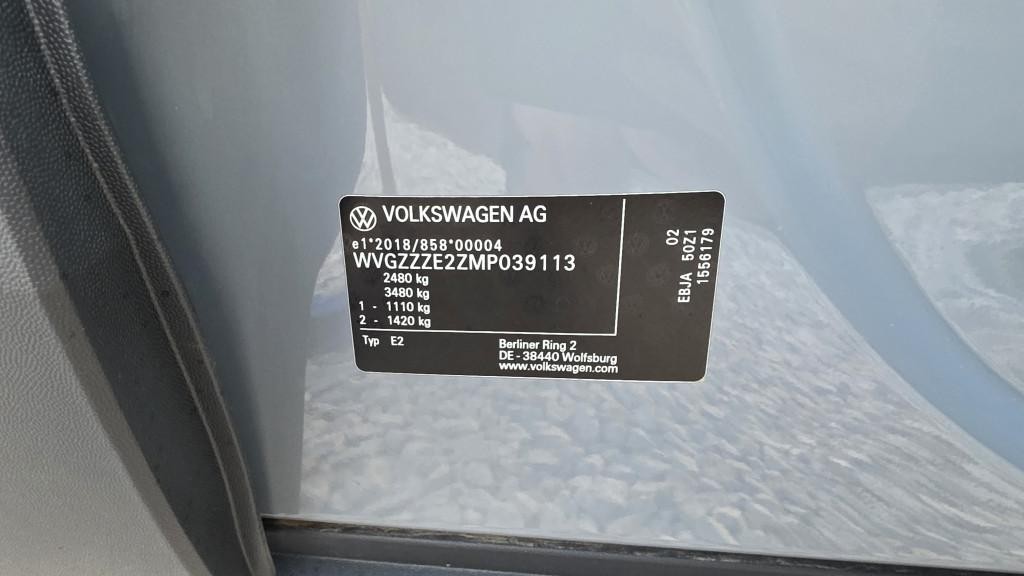 VOLKSWAGEN AG
e1*2018/858*00004
WVGZZZE2ZMP039113
2480 kg
3480 kg
1 - 1110 kg
2 - 1420 kg
Typ E2
Berliner Ring 2
DE - 38440 Wolfsburg
www.volkswagen.com
02
EBJA 50Z1
1556179